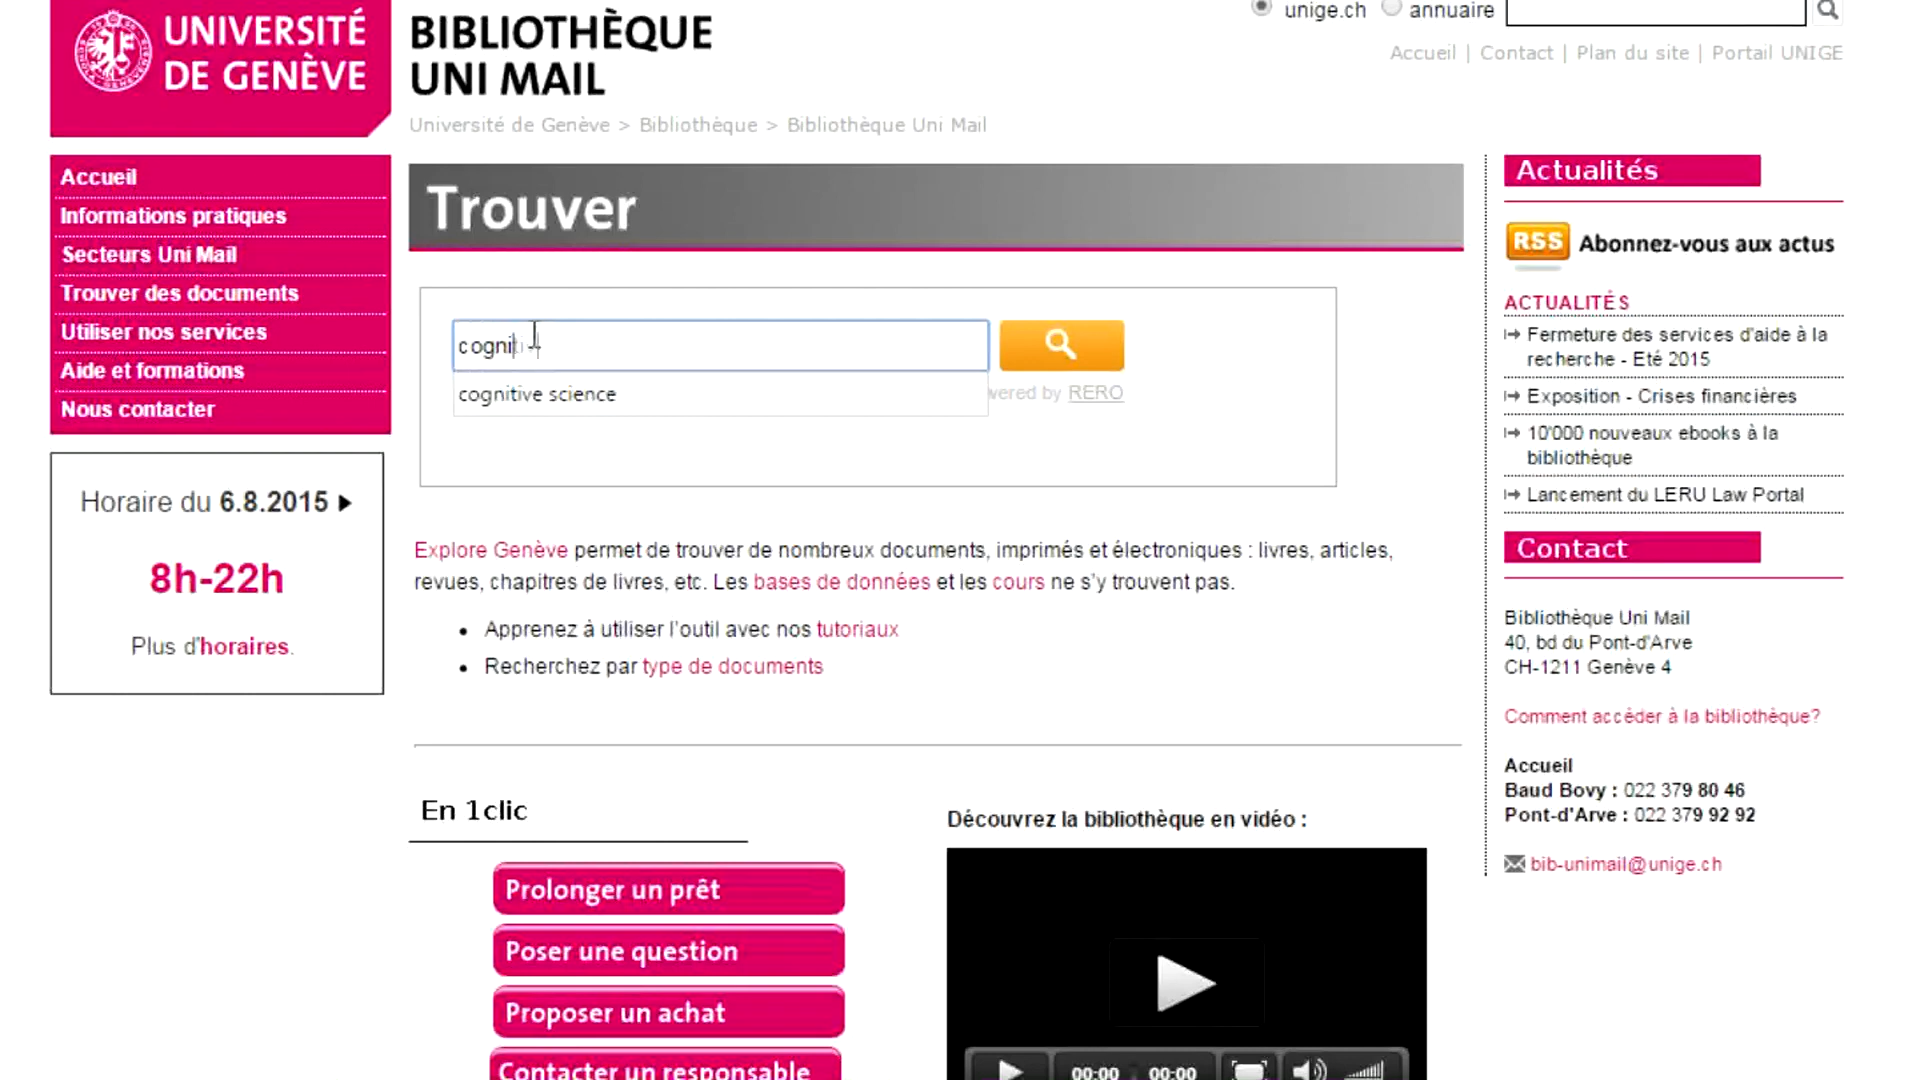 UNIVERSITÉ
DE GENÈVE
BIBLIOTHÈQUE
UNI MAIL
unige.ch annuaire
Accueil | Contact | Plan du site | Portail UNIGE
Université de Genève > Bibliothèque > Bibliothèque Uni Mail
Accueil
Informations pratiques
Secteurs Uni Mail
Trouver des documents
Utiliser nos services
Aide et formations
Nous contacter
Horaire du 6.8.2015
8h-22h
Plus d'horaires.
Trouver
cogni
cognitive science
wered by RERO
Explore Genève permet de trouver de nombreux documents, imprimés et électroniques : livres, articles,
revues, chapitres de livres, etc. Les bases de données et les cours ne s'y trouvent pas.
• Apprenez à utiliser l'outil avec nos tutoriaux
• Recherchez par type de documents
En 1clic
Prolonger un prêt
Poser une question
Proposer un achat
Contacter un responsable
Découvrez la bibliothèque en vidéo :
00:00 00:00
Actualités
RSS Abonnez-vous aux actus
ACTUALITÉS
Fermeture des services d'aide à la
recherche - Eté 2015
Exposition - Crises financières
10'000 nouveaux ebooks à la
bibliothèque
Lancement du LERU Law Portal
Contact
Bibliothèque Uni Mail
40, bd du Pont-d'Arve
CH-1211 Genève 4
Comment accéder à la bibliothèque?
Accueil
Baud Bovy : 022 379 80 46
Pont-d'Arve : 022 379 92 92
bib-unimail@unige.ch